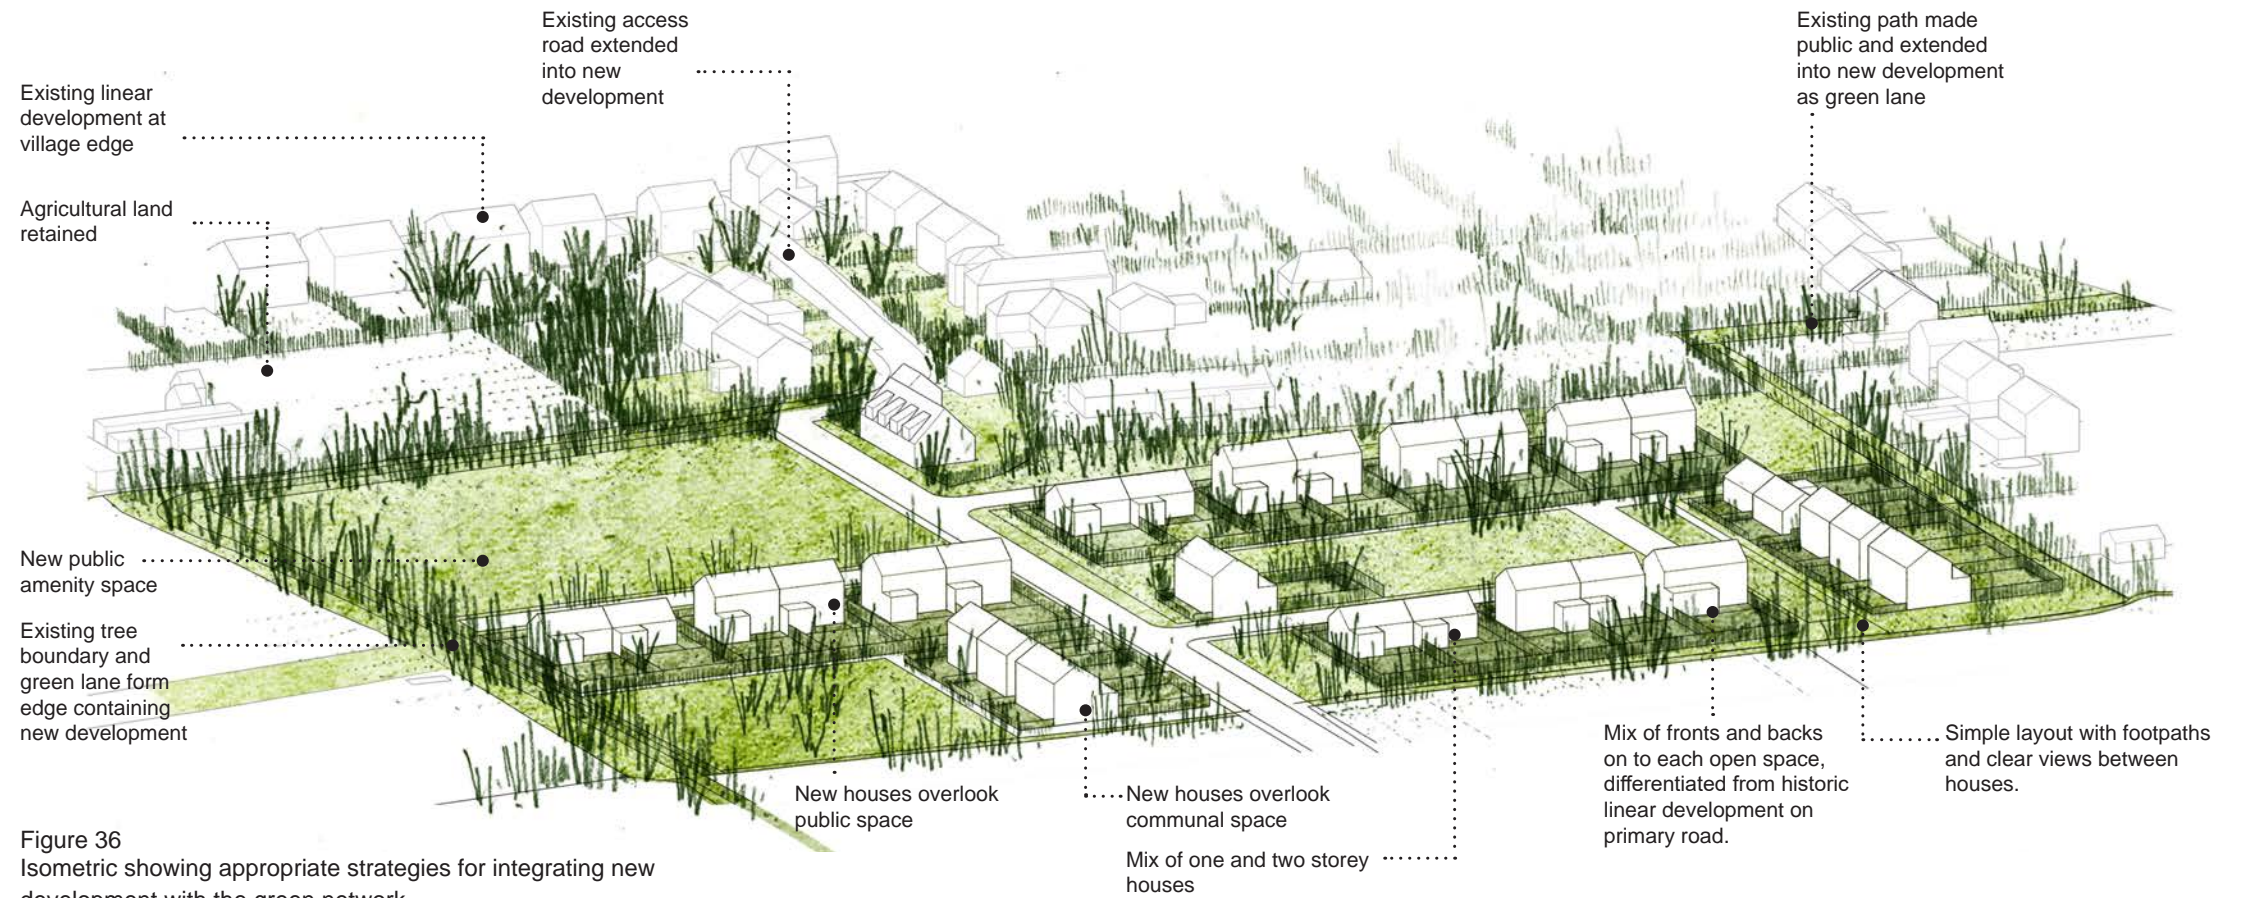 Existing access
road extended
into new
development
Existing path made
public and extended
into new development
as green lane
Existing linear
development at
village edge
Agricultural land
retained
New public
amenity space
Existing tree
boundary and
green lane form
edge containing
new development
New houses overlook
public space
New houses overlook
communal space
Mix of one and two storey
houses
Mix of fronts and backs
on to each open space,
differentiated from historic
linear development on
primary road.
Simple layout with footpaths
and clear views between
houses.
Figure 36
Isometric showing appropriate strategies for integrating new
development with the green network